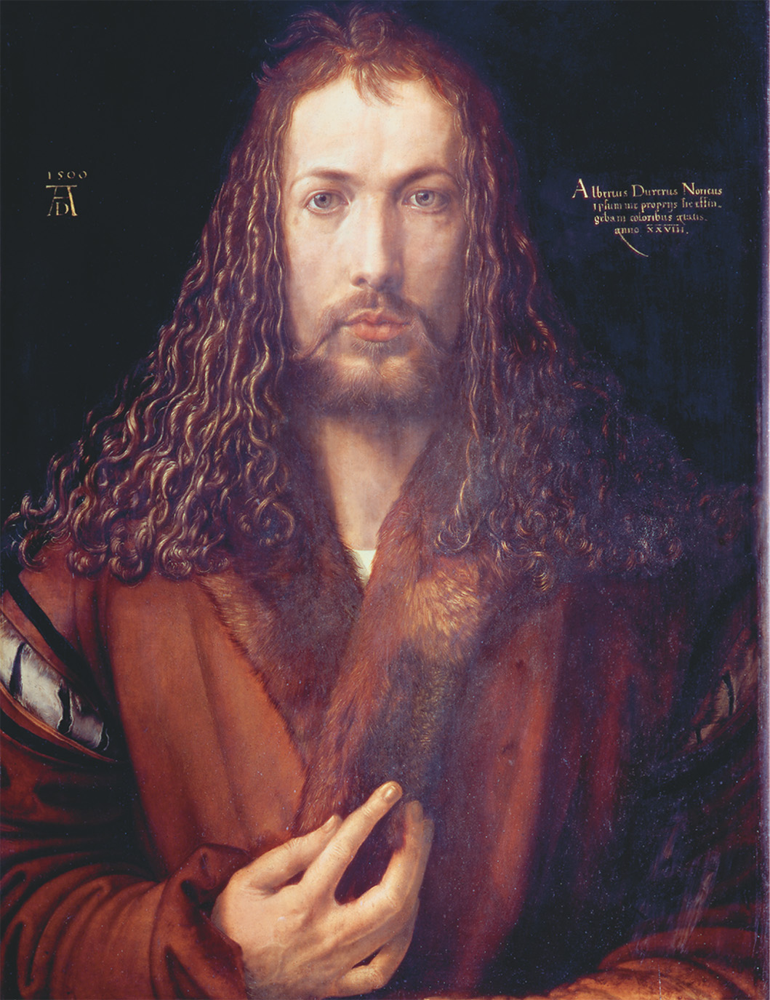 1500
AD
Albertus Durerus Noricus
ipsum me proprijs sic effin-
gebam coloribus ætatis
anno XXVIII.